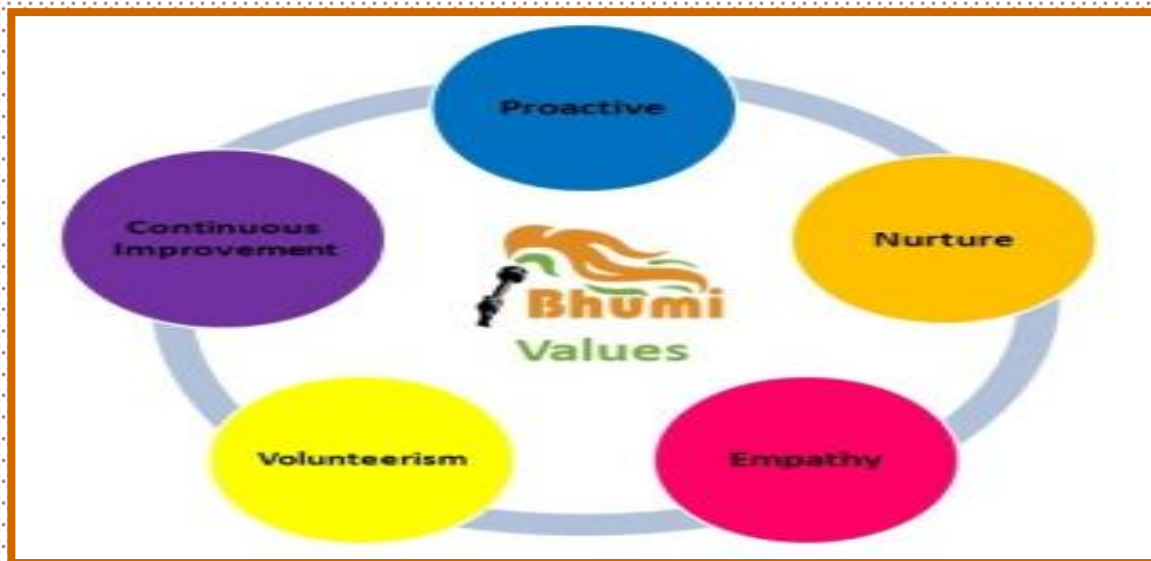 Proactive
Nurture
Empathy
Volunteerism
Continuous
Improvement
Bhumi
Values